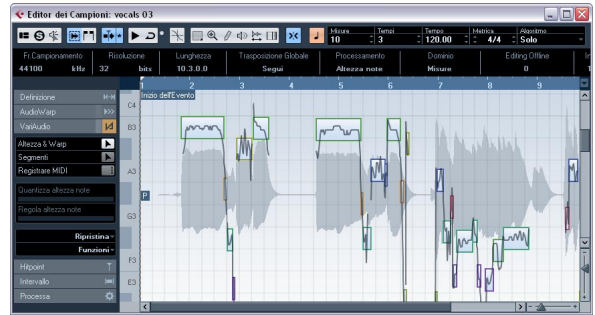 Editor dei Campioni: vocals 03
Misure Tempi Tempo Metrica Algoritmo
10 3 120.00 4/4 Solo
Fr.Campionamento Risoluzione Lunghezza Trasposizione Globale Processamento Dominio Editing Offline
44100 kHz 32 bits 10.3.0.0 Segui Altezza note Misure 0
1 2 3 4 5 6 7 8 9
Inizio dell'Evento
Definizione
AudioWarp
VariAudio
Altezza & Warp
Segmenti
Registrare MIDI
Quantizza altezza note
Regola altezza note
Ripristina
Funzioni
Hitpoint
Intervallo
Processa
C4
B3
A3
G3
F3
E3
P